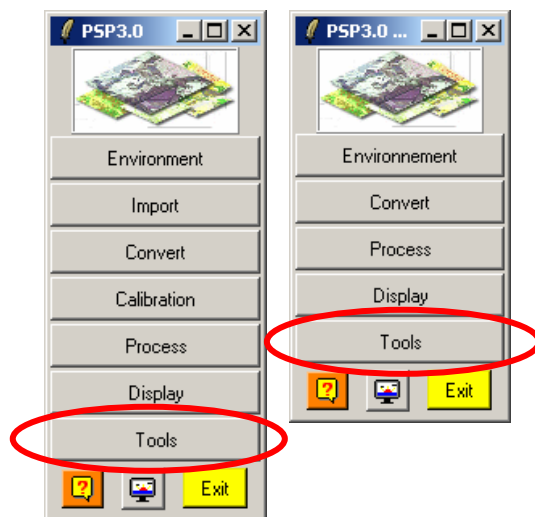 PSP3.0
Environment
Import
Convert
Calibration
Process
Display
Tools
?
Exit
PSP3.0 ...
Environnement
Convert
Process
Display
Tools
?
Exit